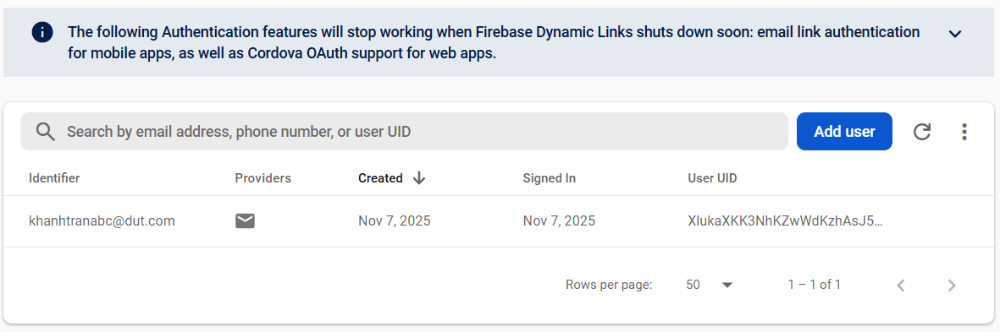 The following Authentication features will stop working when Firebase Dynamic Links shuts down soon: email link authentication
for mobile apps, as well as Cordova OAuth support for web apps.
Search by email address, phone number, or user UID
Add user
Identifier Providers Created Signed In User UID
khanhtranabc@dut.com Nov 7, 2025 Nov 7, 2025 XlukaXKK3NhKZwWdKzhAsJ5...
Rows per page: 50 1 – 1 of 1